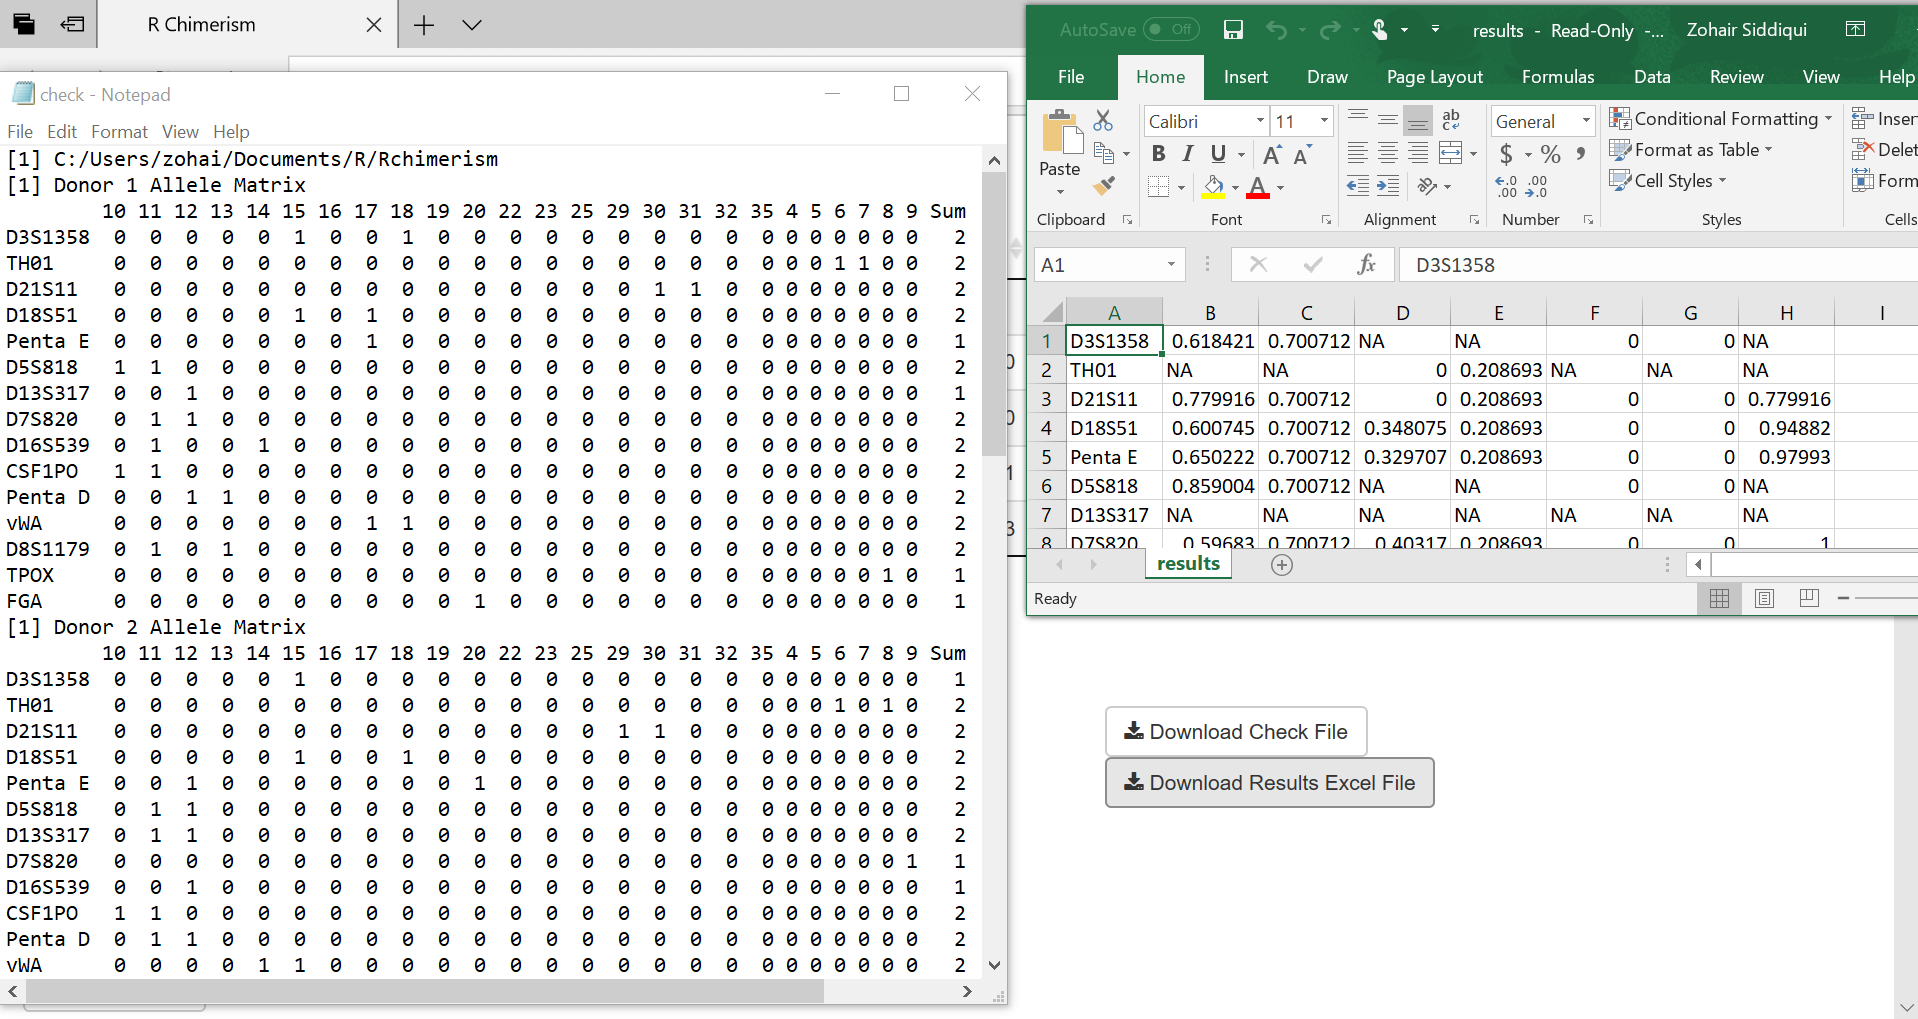 R Chimerism
check - Notepad
File Edit Format View Help
[1] C:/Users/zohai/Documents/R/Rchimerism
[1] Donor 1 Allele Matrix
10 11 12 13 14 15 16 17 18 19 20 22 23 25 29 30 31 32 35 4 5 6 7 8 9 Sum
D3S1358 0 0 0 0 0 1 0 0 1 0 0 0 0 0 0 0 0 0 0 0 0 0 0 0 0 2
TH01 0 0 0 0 0 0 0 0 0 0 0 0 0 0 0 0 0 0 0 0 0 1 1 0 0 2
D21S11 0 0 0 0 0 0 0 0 0 0 0 0 0 0 0 1 1 0 0 0 0 0 0 0 0 2
D18S51 0 0 0 0 0 1 0 1 0 0 0 0 0 0 0 0 0 0 0 0 0 0 0 0 0 2
Penta E 0 0 0 0 0 0 0 1 0 0 0 0 0 0 0 0 0 0 0 0 0 0 0 0 0 1
D5S818 1 1 0 0 0 0 0 0 0 0 0 0 0 0 0 0 0 0 0 0 0 0 0 0 0 2
D13S317 0 0 1 0 0 0 0 0 0 0 0 0 0 0 0 0 0 0 0 0 0 0 0 0 0 1
D7S820 0 1 1 0 0 0 0 0 0 0 0 0 0 0 0 0 0 0 0 0 0 0 0 0 0 2
D16S539 0 1 0 0 1 0 0 0 0 0 0 0 0 0 0 0 0 0 0 0 0 0 0 0 0 2
CSF1PO 1 1 0 0 0 0 0 0 0 0 0 0 0 0 0 0 0 0 0 0 0 0 0 0 0 2
Penta D 0 0 1 1 0 0 0 0 0 0 0 0 0 0 0 0 0 0 0 0 0 0 0 0 0 2
vWA 0 0 0 0 0 0 0 1 1 0 0 0 0 0 0 0 0 0 0 0 0 0 0 0 0 2
D8S1179 0 1 0 1 0 0 0 0 0 0 0 0 0 0 0 0 0 0 0 0 0 0 0 0 0 2
TPOX 0 0 0 0 0 0 0 0 0 0 0 0 0 0 0 0 0 0 0 0 0 0 0 1 0 1
FGA 0 0 0 0 0 0 0 0 0 0 1 0 0 0 0 0 0 0 0 0 0 0 0 0 0 1
[1] Donor 2 Allele Matrix
10 11 12 13 14 15 16 17 18 19 20 22 23 25 29 30 31 32 35 4 5 6 7 8 9 Sum
D3S1358 0 0 0 0 0 1 0 0 0 0 0 0 0 0 0 0 0 0 0 0 0 0 0 0 0 1
TH01 0 0 0 0 0 0 0 0 0 0 0 0 0 0 0 0 0 0 0 0 0 1 0 1 0 2
D21S11 0 0 0 0 0 0 0 0 0 0 0 0 0 0 1 1 0 0 0 0 0 0 0 0 0 2
D18S51 0 0 0 0 0 1 0 0 1 0 0 0 0 0 0 0 0 0 0 0 0 0 0 0 0 2
Penta E 0 0 1 0 0 0 0 0 0 0 1 0 0 0 0 0 0 0 0 0 0 0 0 0 0 2
D5S818 0 1 1 0 0 0 0 0 0 0 0 0 0 0 0 0 0 0 0 0 0 0 0 0 0 2
D13S317 0 1 1 0 0 0 0 0 0 0 0 0 0 0 0 0 0 0 0 0 0 0 0 0 0 2
D7S820 0 0 0 0 0 0 0 0 0 0 0 0 0 0 0 0 0 0 0 0 0 0 0 0 1 1
D16S539 0 0 1 0 0 0 0 0 0 0 0 0 0 0 0 0 0 0 0 0 0 0 0 0 0 1
CSF1PO 1 1 0 0 0 0 0 0 0 0 0 0 0 0 0 0 0 0 0 0 0 0 0 0 0 2
Penta D 0 1 1 0 0 0 0 0 0 0 0 0 0 0 0 0 0 0 0 0 0 0 0 0 0 2
vWA 0 0 0 0 1 1 0 0 0 0 0 0 0 0 0 0 0 0 0 0 0 0 0 0 0 2
AutoSave Off results - Read-Only -... Zohair Siddiqui
File Home Insert Draw Page Layout Formulas Data Review View Help
Paste Calibri 11 General Conditional Formatting Inser
B I U $ % Format as Table Delet
Cell Styles Form
Clipboard Font Alignment Number Styles Cells
A1 fx D3S1358
A B C D E F G H I
1 D3S1358 0.618421 0.700712 NA NA 0 0 NA
2 TH01 NA NA 0 0.208693 NA NA NA
3 D21S11 0.779916 0.700712 0 0.208693 0 0 0.779916
4 D18S51 0.600745 0.700712 0.348075 0.208693 0 0 0.94882
5 Penta E 0.650222 0.700712 0.329707 0.208693 0 0 0.97993
6 D5S818 0.859004 0.700712 NA NA 0 0 NA
7 D13S317 NA NA NA NA NA NA NA
8 D7S820 0.59683 0.700712 0.40317 0.208693 0 0 1
results
Ready
Download Check File
Download Results Excel File